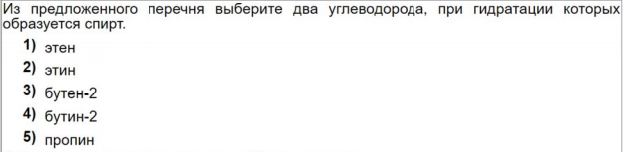 Из предложенного перечня выберите два углеводорода, при гидратации которых
образуется спирт.
1) этен
2) этин
3) бутен-2
4) бутин-2
5) пропин